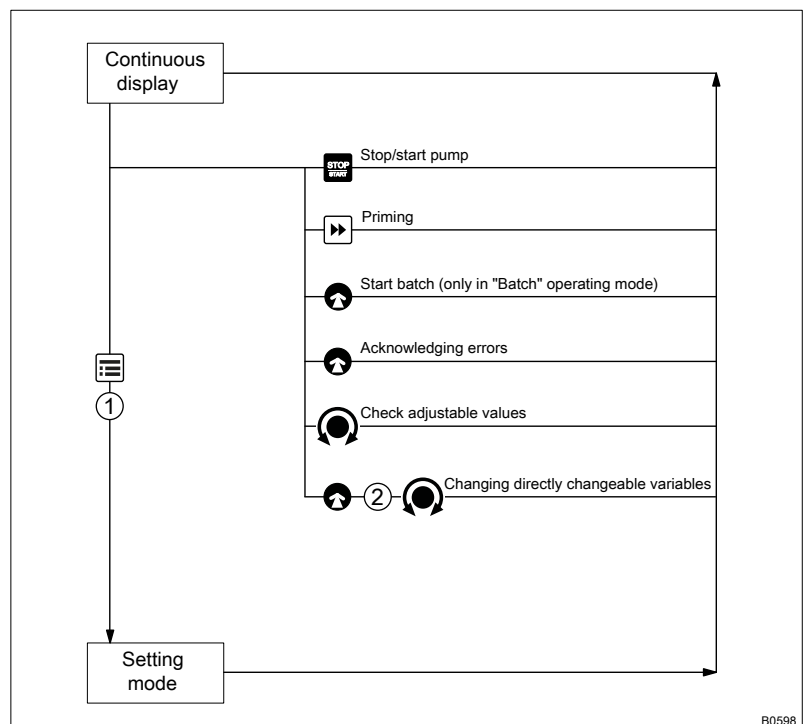 Continuous
display
STOP
START
Stop/start pump
Priming
Start batch (only in "Batch" operating mode)
Acknowledging errors
1
Check adjustable values
2
Changing directly changeable variables
Setting
mode
B0598